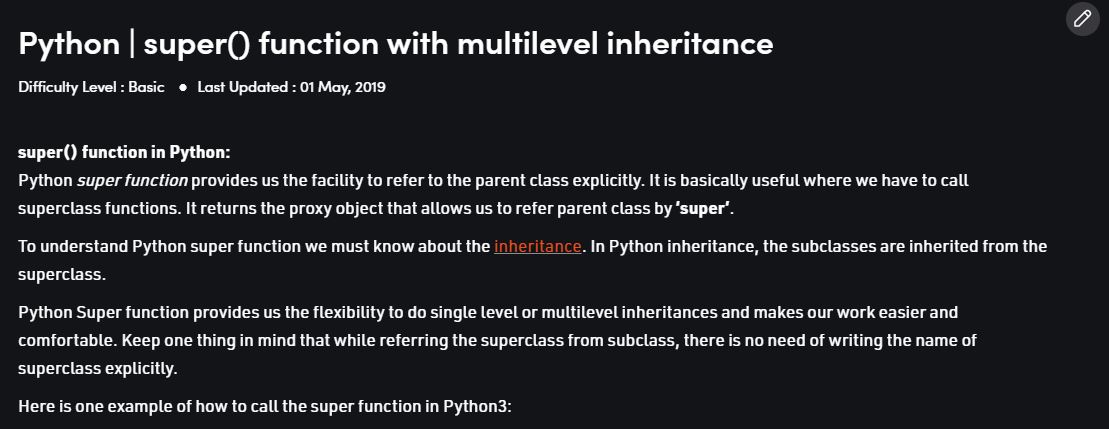 Python | super() function with multilevel inheritance
Difficulty Level : Basic ● Last Updated : 01 May, 2019
super() function in Python:
Python super function provides us the facility to refer to the parent class explicitly. It is basically useful where we have to call
superclass functions. It returns the proxy object that allows us to refer parent class by ‘super’.
To understand Python super function we must know about the inheritance. In Python inheritance, the subclasses are inherited from the
superclass.
Python Super function provides us the flexibility to do single level or multilevel inheritances and makes our work easier and
comfortable. Keep one thing in mind that while referring the superclass from subclass, there is no need of writing the name of
superclass explicitly.
Here is one example of how to call the super function in Python3: